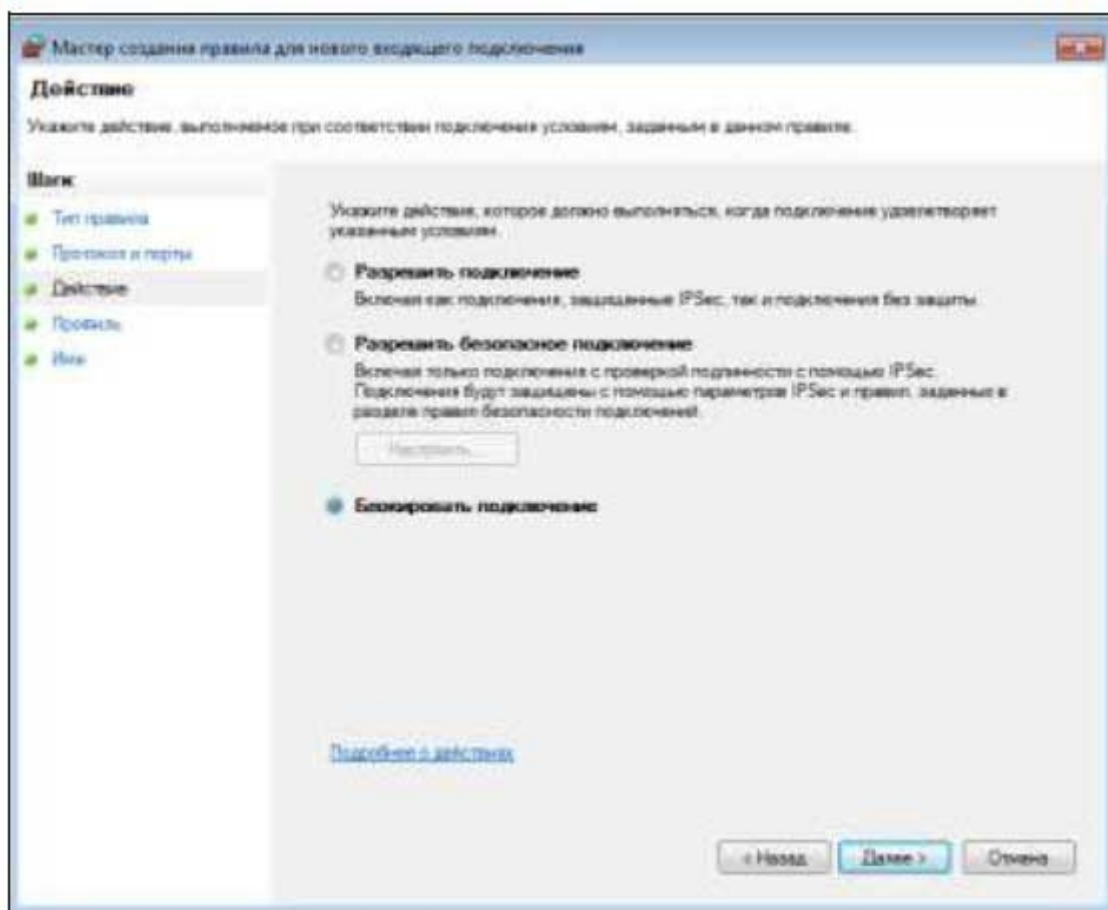 Мастер создания правила для нового входящего подключения
Действие
Укажите действие, выполняемое при соответствии подключения условиям, заданным в данном правиле.
Шаги:
Тип правила
Протокол и порты
Действие
Профиль
Имя
Укажите действие, которое должно выполняться, когда подключение удовлетворяет
указанным условиям.
Разрешить подключение
Включая как подключения, защищенные IPSec, так и подключения без защиты.
Разрешить безопасное подключение
Включая только подключения с проверкой подлинности с помощью IPSec.
Подключения будут защищены с помощью параметров IPSec и правил, заданных в
разделе правил безопасности подключений.
Настроить...
Блокировать подключение
Подробнее о действиях
< Назад
Далее >
Отмена